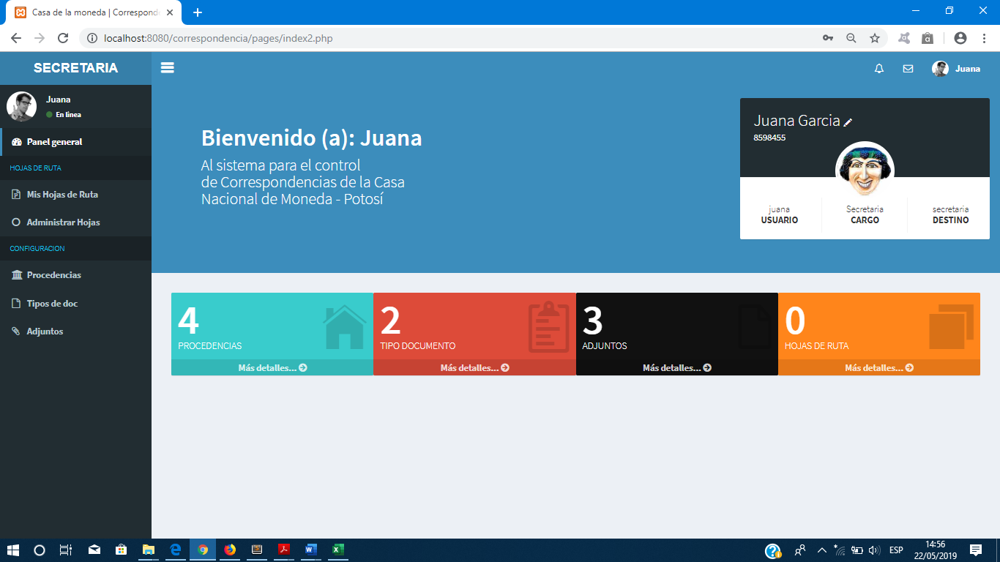 Casa de la moneda | Correspond
localhost:8080/correspondencia/pages/index2.php
SECRETARIA
Juana
Juana
En linea
Panel general
HOJAS DE RUTA
Mis Hojas de Ruta
Administrar Hojas
CONFIGURACION
Procedencias
Tipos de doc
Adjuntos
Bienvenido (a): Juana
Al sistema para el control
de Correspondencias de la Casa
Nacional de Moneda - Potosí
Juana Garcia
8598455
juana
USUARIO
Secretaria
CARGO
secretaria
DESTINO
4
PROCEDENCIAS
Más detalles...
2
TIPO DOCUMENTO
Más detalles...
3
ADJUNTOS
Más detalles...
0
HOJAS DE RUTA
Más detalles...
ESP
14:56
22/05/2019